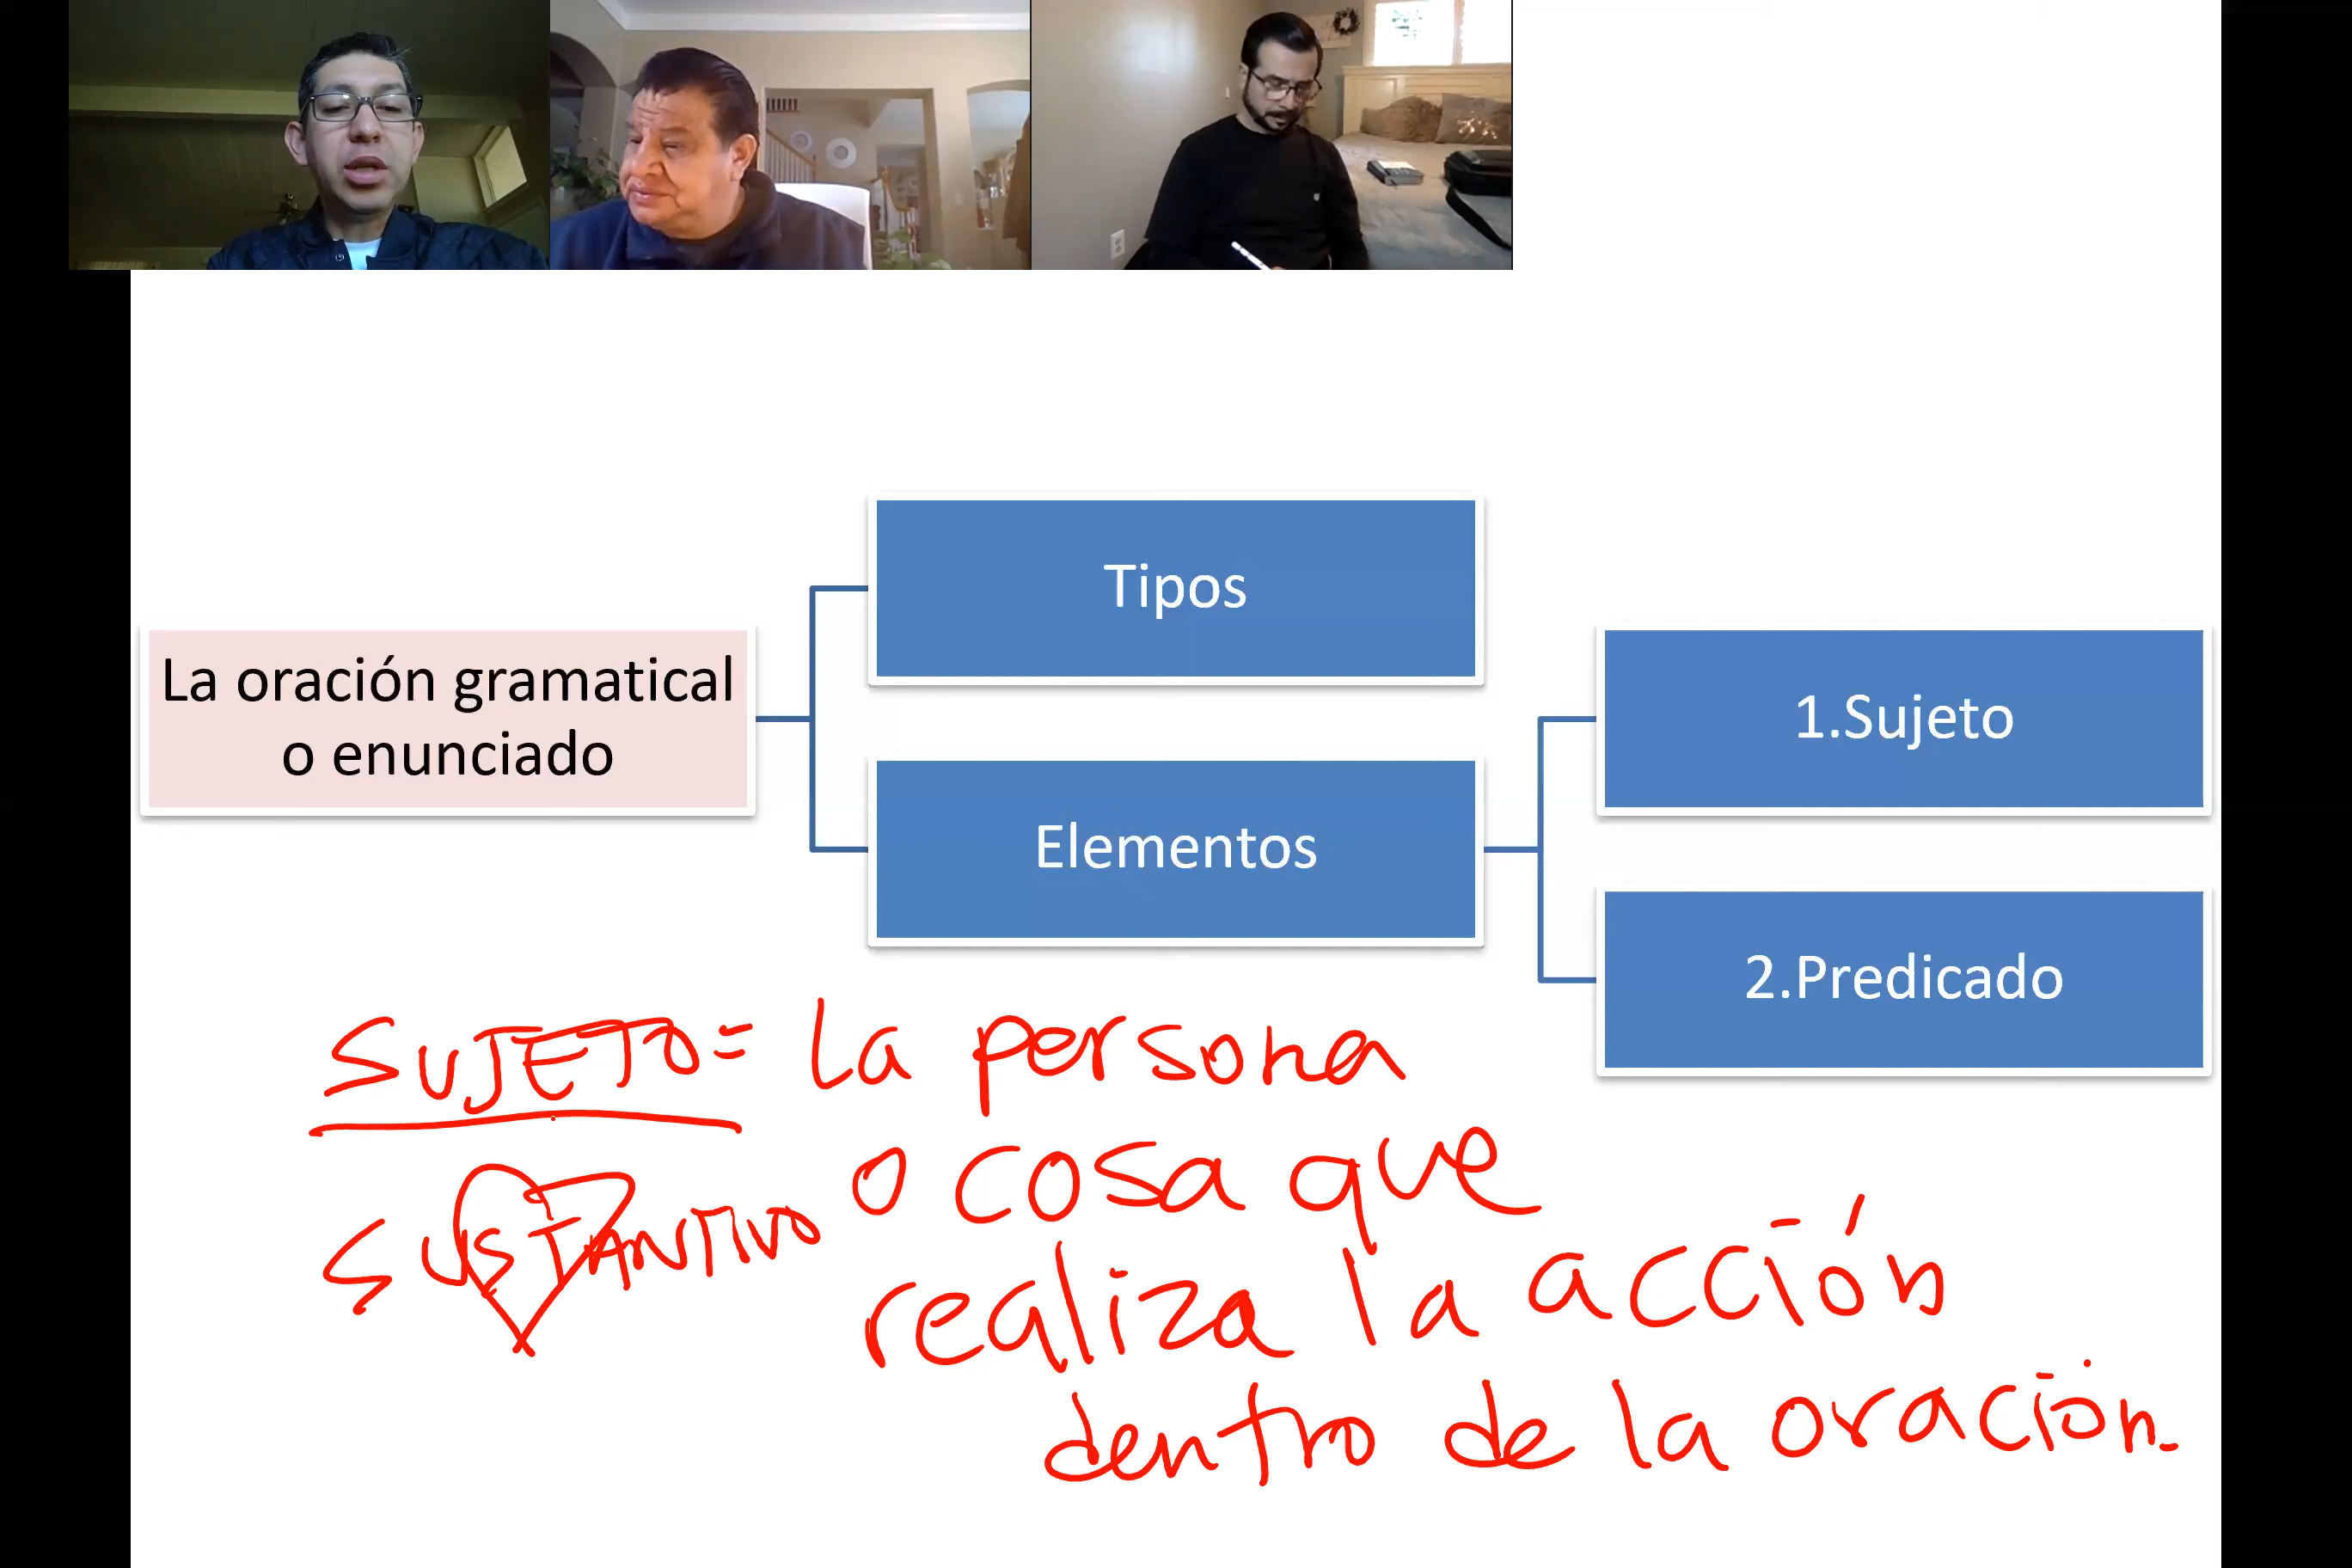 Tipos
La oración gramatical
o enunciado
1.Sujeto
Elementos
2.Predicado
SUJETO = La persona
o cosa que
SUSTANTIVO
realiza la acción
dentro de la oración.